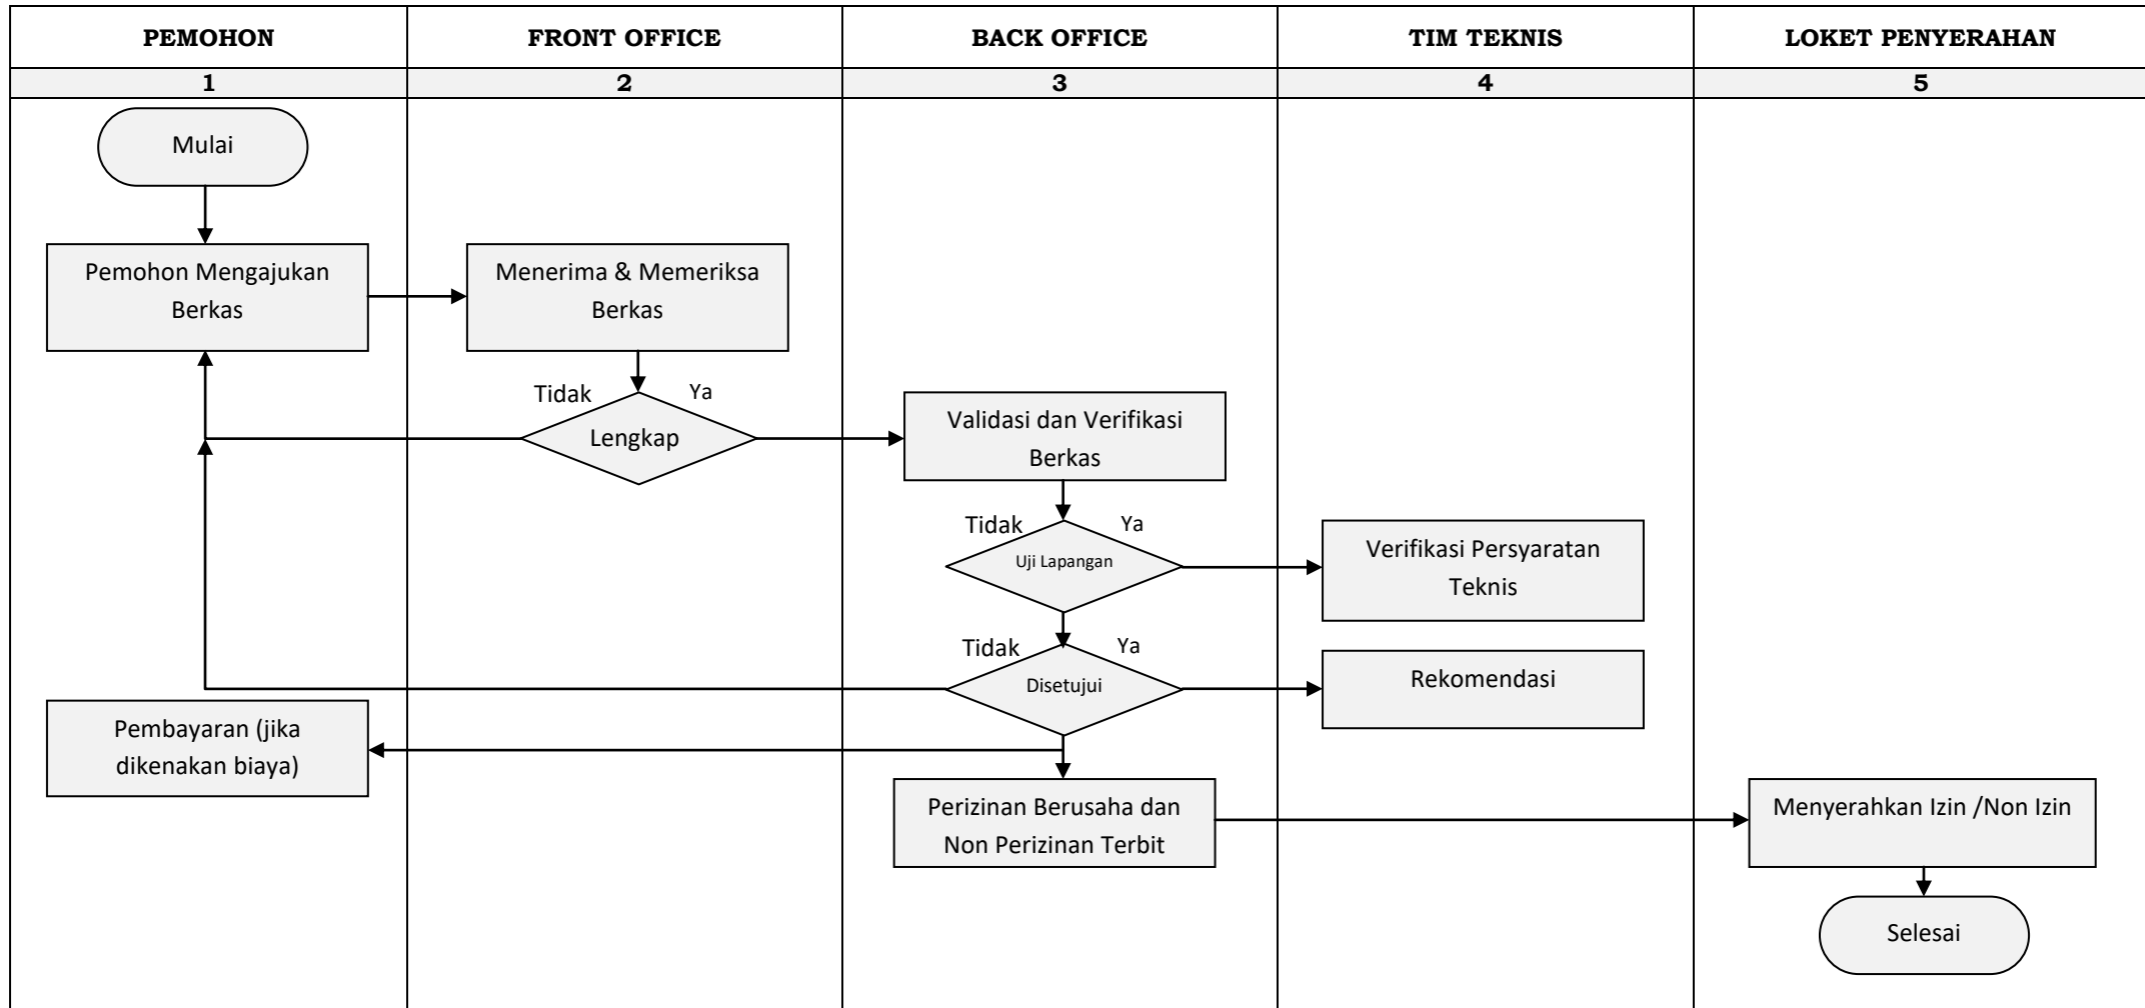 PEMOHON
FRONT OFFICE
BACK OFFICE
TIM TEKNIS
LOKET PENYERAHAN
1
2
3
4
5
Mulai
Pemohon Mengajukan
Berkas
Menerima & Memeriksa
Berkas
Tidak
Ya
Lengkap
Validasi dan Verifikasi
Berkas
Tidak
Ya
Uji Lapangan
Verifikasi Persyaratan
Teknis
Tidak
Ya
Disetujui
Rekomendasi
Pembayaran (jika
dikenakan biaya)
Perizinan Berusaha dan
Non Perizinan Terbit
Menyerahkan Izin /Non Izin
Selesai